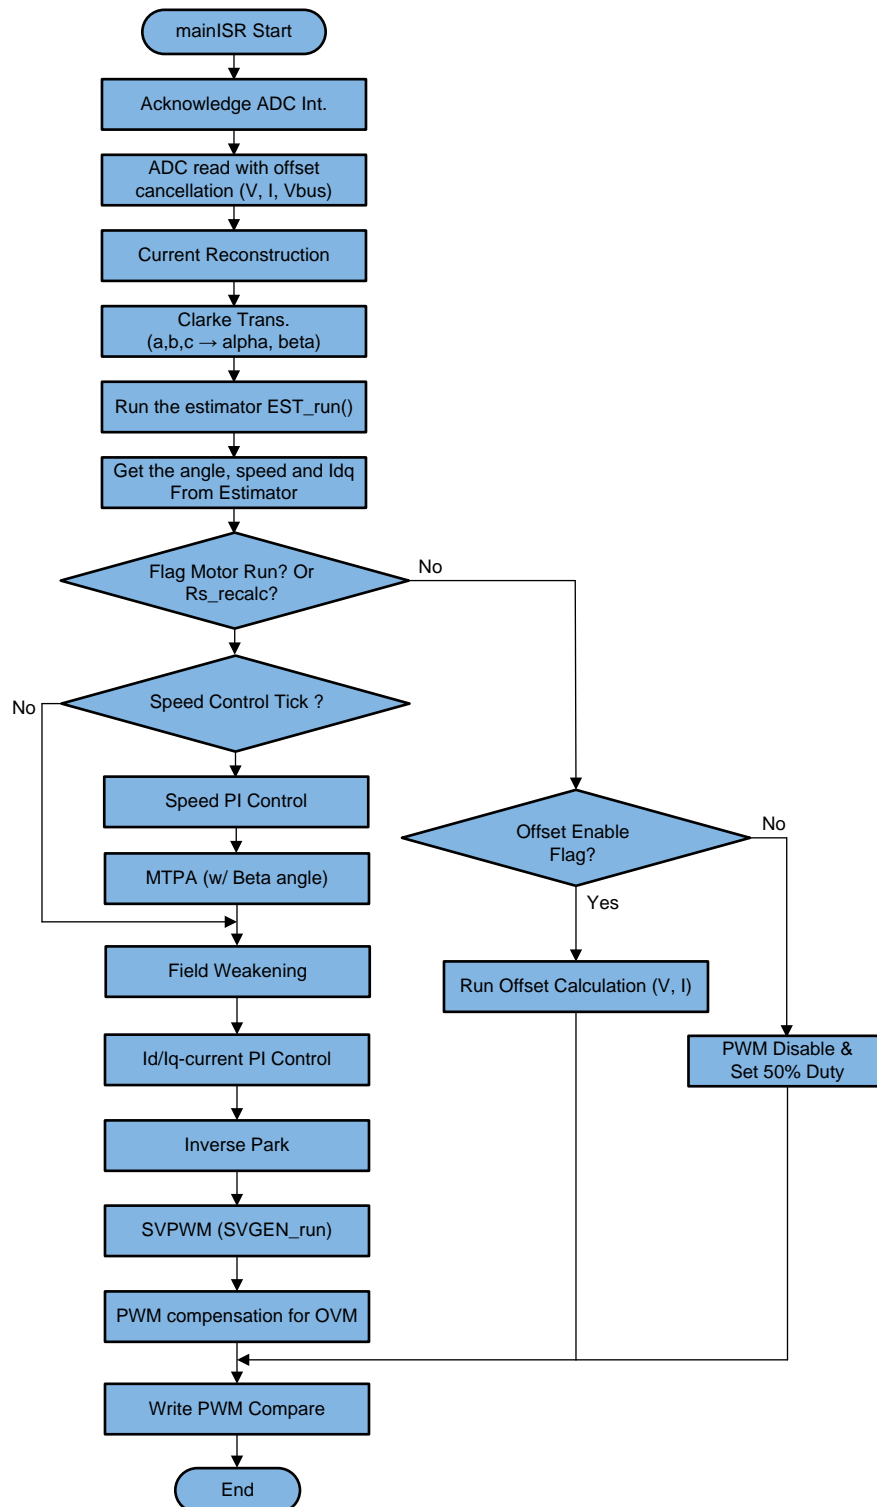 mainISR Start
Acknowledge ADC Int.
ADC read with offset
cancellation (V, I, Vbus)
Current Reconstruction
Clarke Trans.
(a,b,c → alpha, beta)
Run the estimator EST_run()
Get the angle, speed and Idq
From Estimator
Flag Motor Run? Or
Rs_recalc?
No
Speed Control Tick ?
No
Speed PI Control
MTPA (w/ Beta angle)
Offset Enable
Flag?
No
Yes
Field Weakening
Run Offset Calculation (V, I)
Id/Iq-current PI Control
PWM Disable &
Set 50% Duty
Inverse Park
SVPWM (SVGEN_run)
PWM compensation for OVM
Write PWM Compare
End